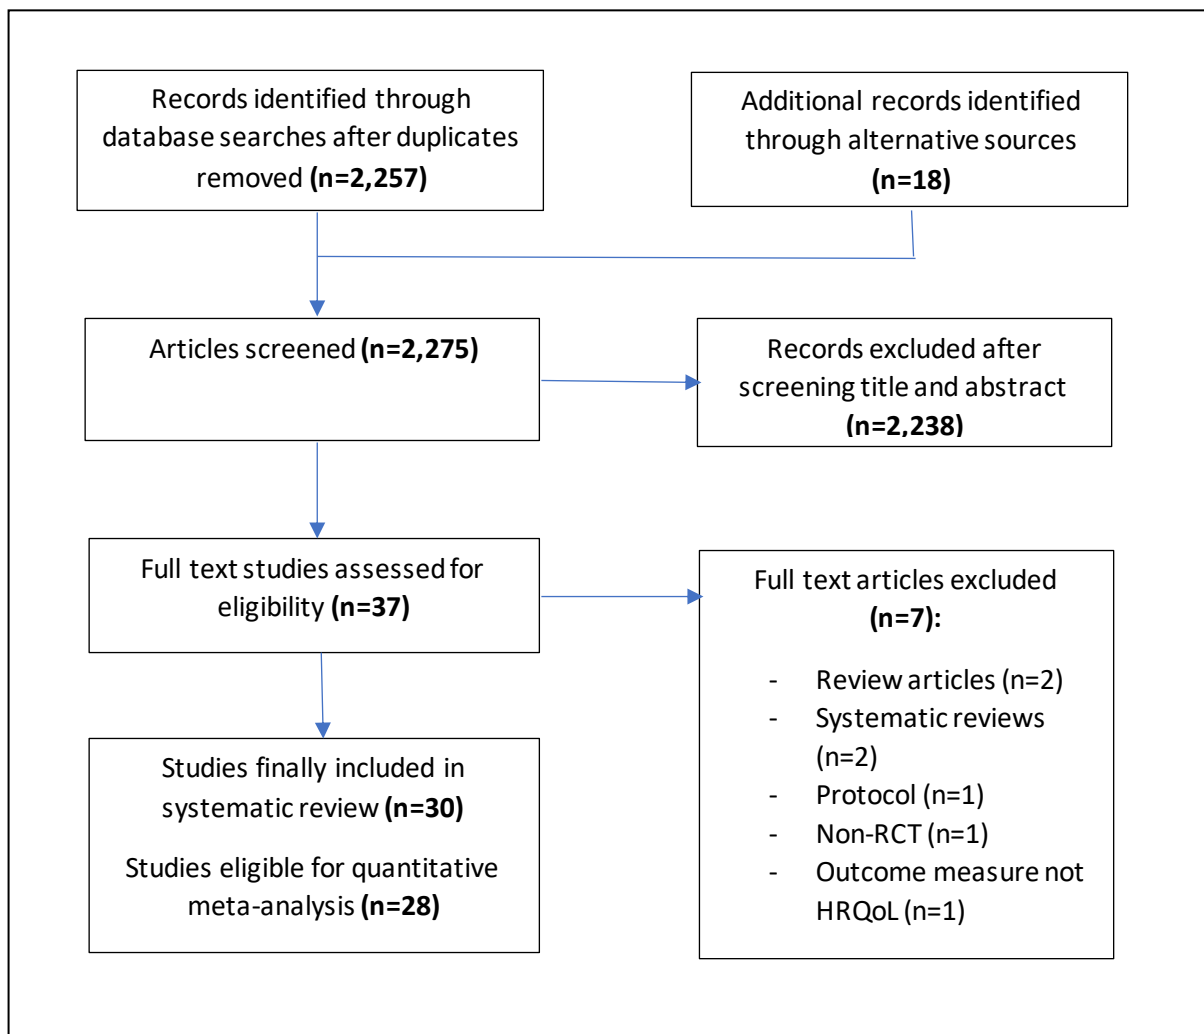 Records identified through
database searches after duplicates
removed (n=2,257)
Additional records identified
through alternative sources
(n=18)
Articles screened (n=2,275)
Records excluded after
screening title and abstract
(n=2,238)
Full text studies assessed for
eligibility (n=37)
Full text articles excluded
(n=7):
- Review articles (n=2)
- Systematic reviews
(n=2)
- Protocol (n=1)
- Non-RCT (n=1)
- Outcome measure not
HRQoL (n=1)
Studies finally included in
systematic review (n=30)
Studies eligible for quantitative
meta-analysis (n=28)